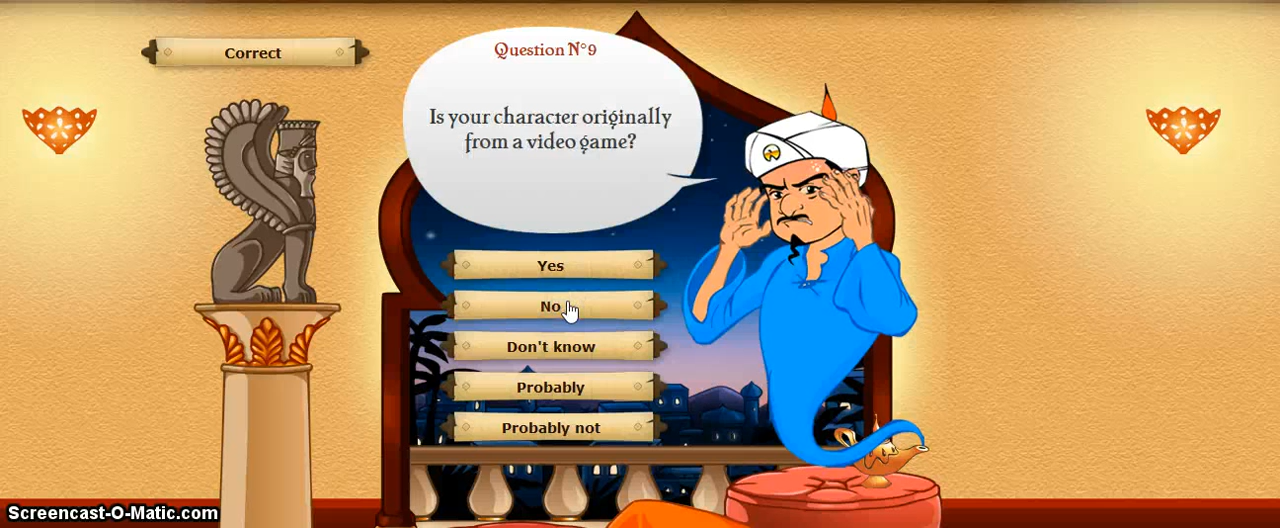 Correct
Question N°9
Is your character originally
from a video game?
Yes
No
Don't know
Probably
Probably not
Screencast-O-Matic.com